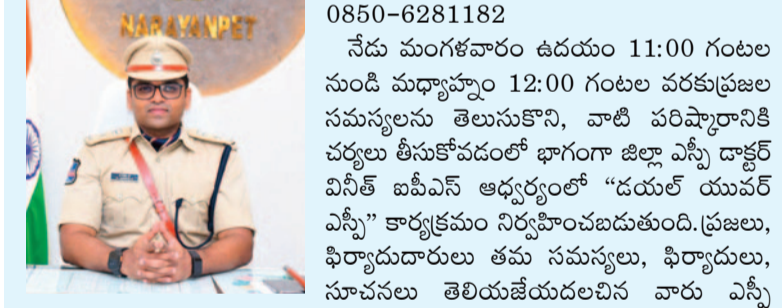 NARAYANPET
0850-6281182
నేడు మంగళవారం ఉదయం 11:00 గంటల
నుండి మధ్యాహ్నం 12:00 గంటల వరకుప్రజల
సమస్యలను తెలుసుకొని, వాటి పరిష్కారానికి
చర్యలు తీసుకోవడంలో భాగంగా జిల్లా ఎస్పీ డాక్టర్
వినీత్ ఐపీఎస్ ఆధ్వర్యంలో “డయల్ యువర్
ఎస్పీ” కార్యక్రమం నిర్వహించబడుతుంది.ప్రజలు,
ఫిర్యాదుదారులు తమ సమస్యలు, ఫిర్యాదులు,
సూచనలు తెలియజేయదలచిన వారు ఎస్పీ